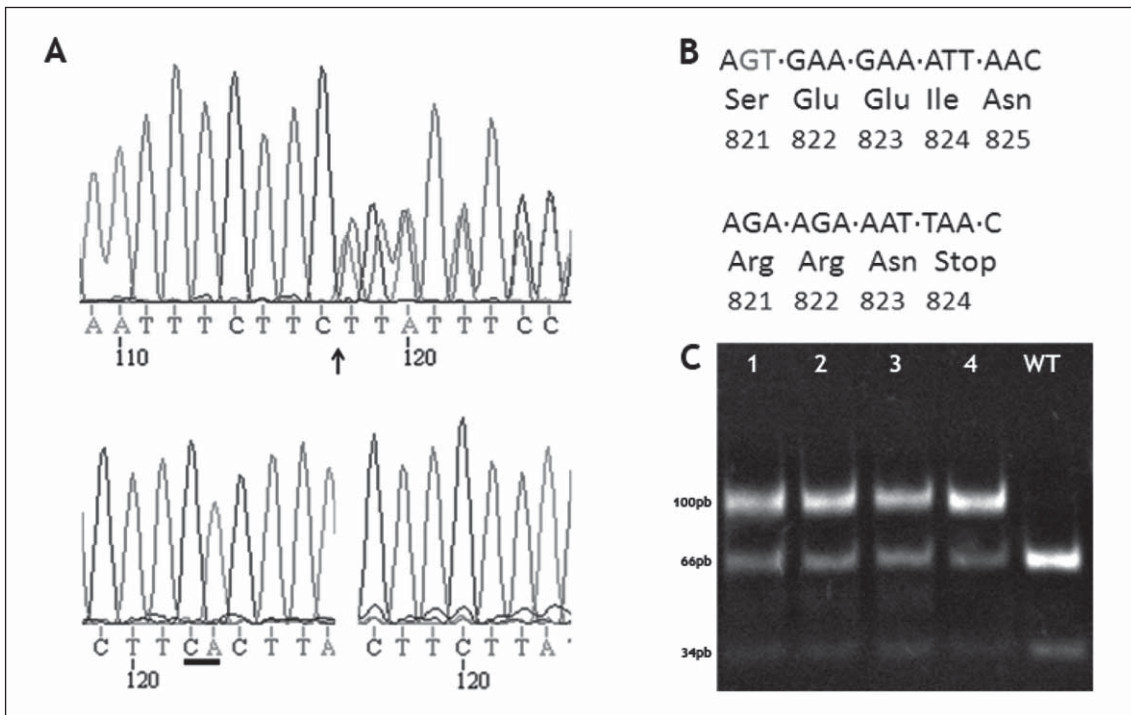 A
A A T T T C T T C T T A T T T C C
110 120
C T T C A C T T A
120
C T T C T T A T
120
B
AGT·GAA·GAA·ATT·AAC
Ser Glu Glu Ile Asn
821 822 823 824 825
AGA·AGA·AAT·TAA·C
Arg Arg Asn Stop
821 822 823 824
C
1 2 3 4 WT
100pb
66pb
34pb